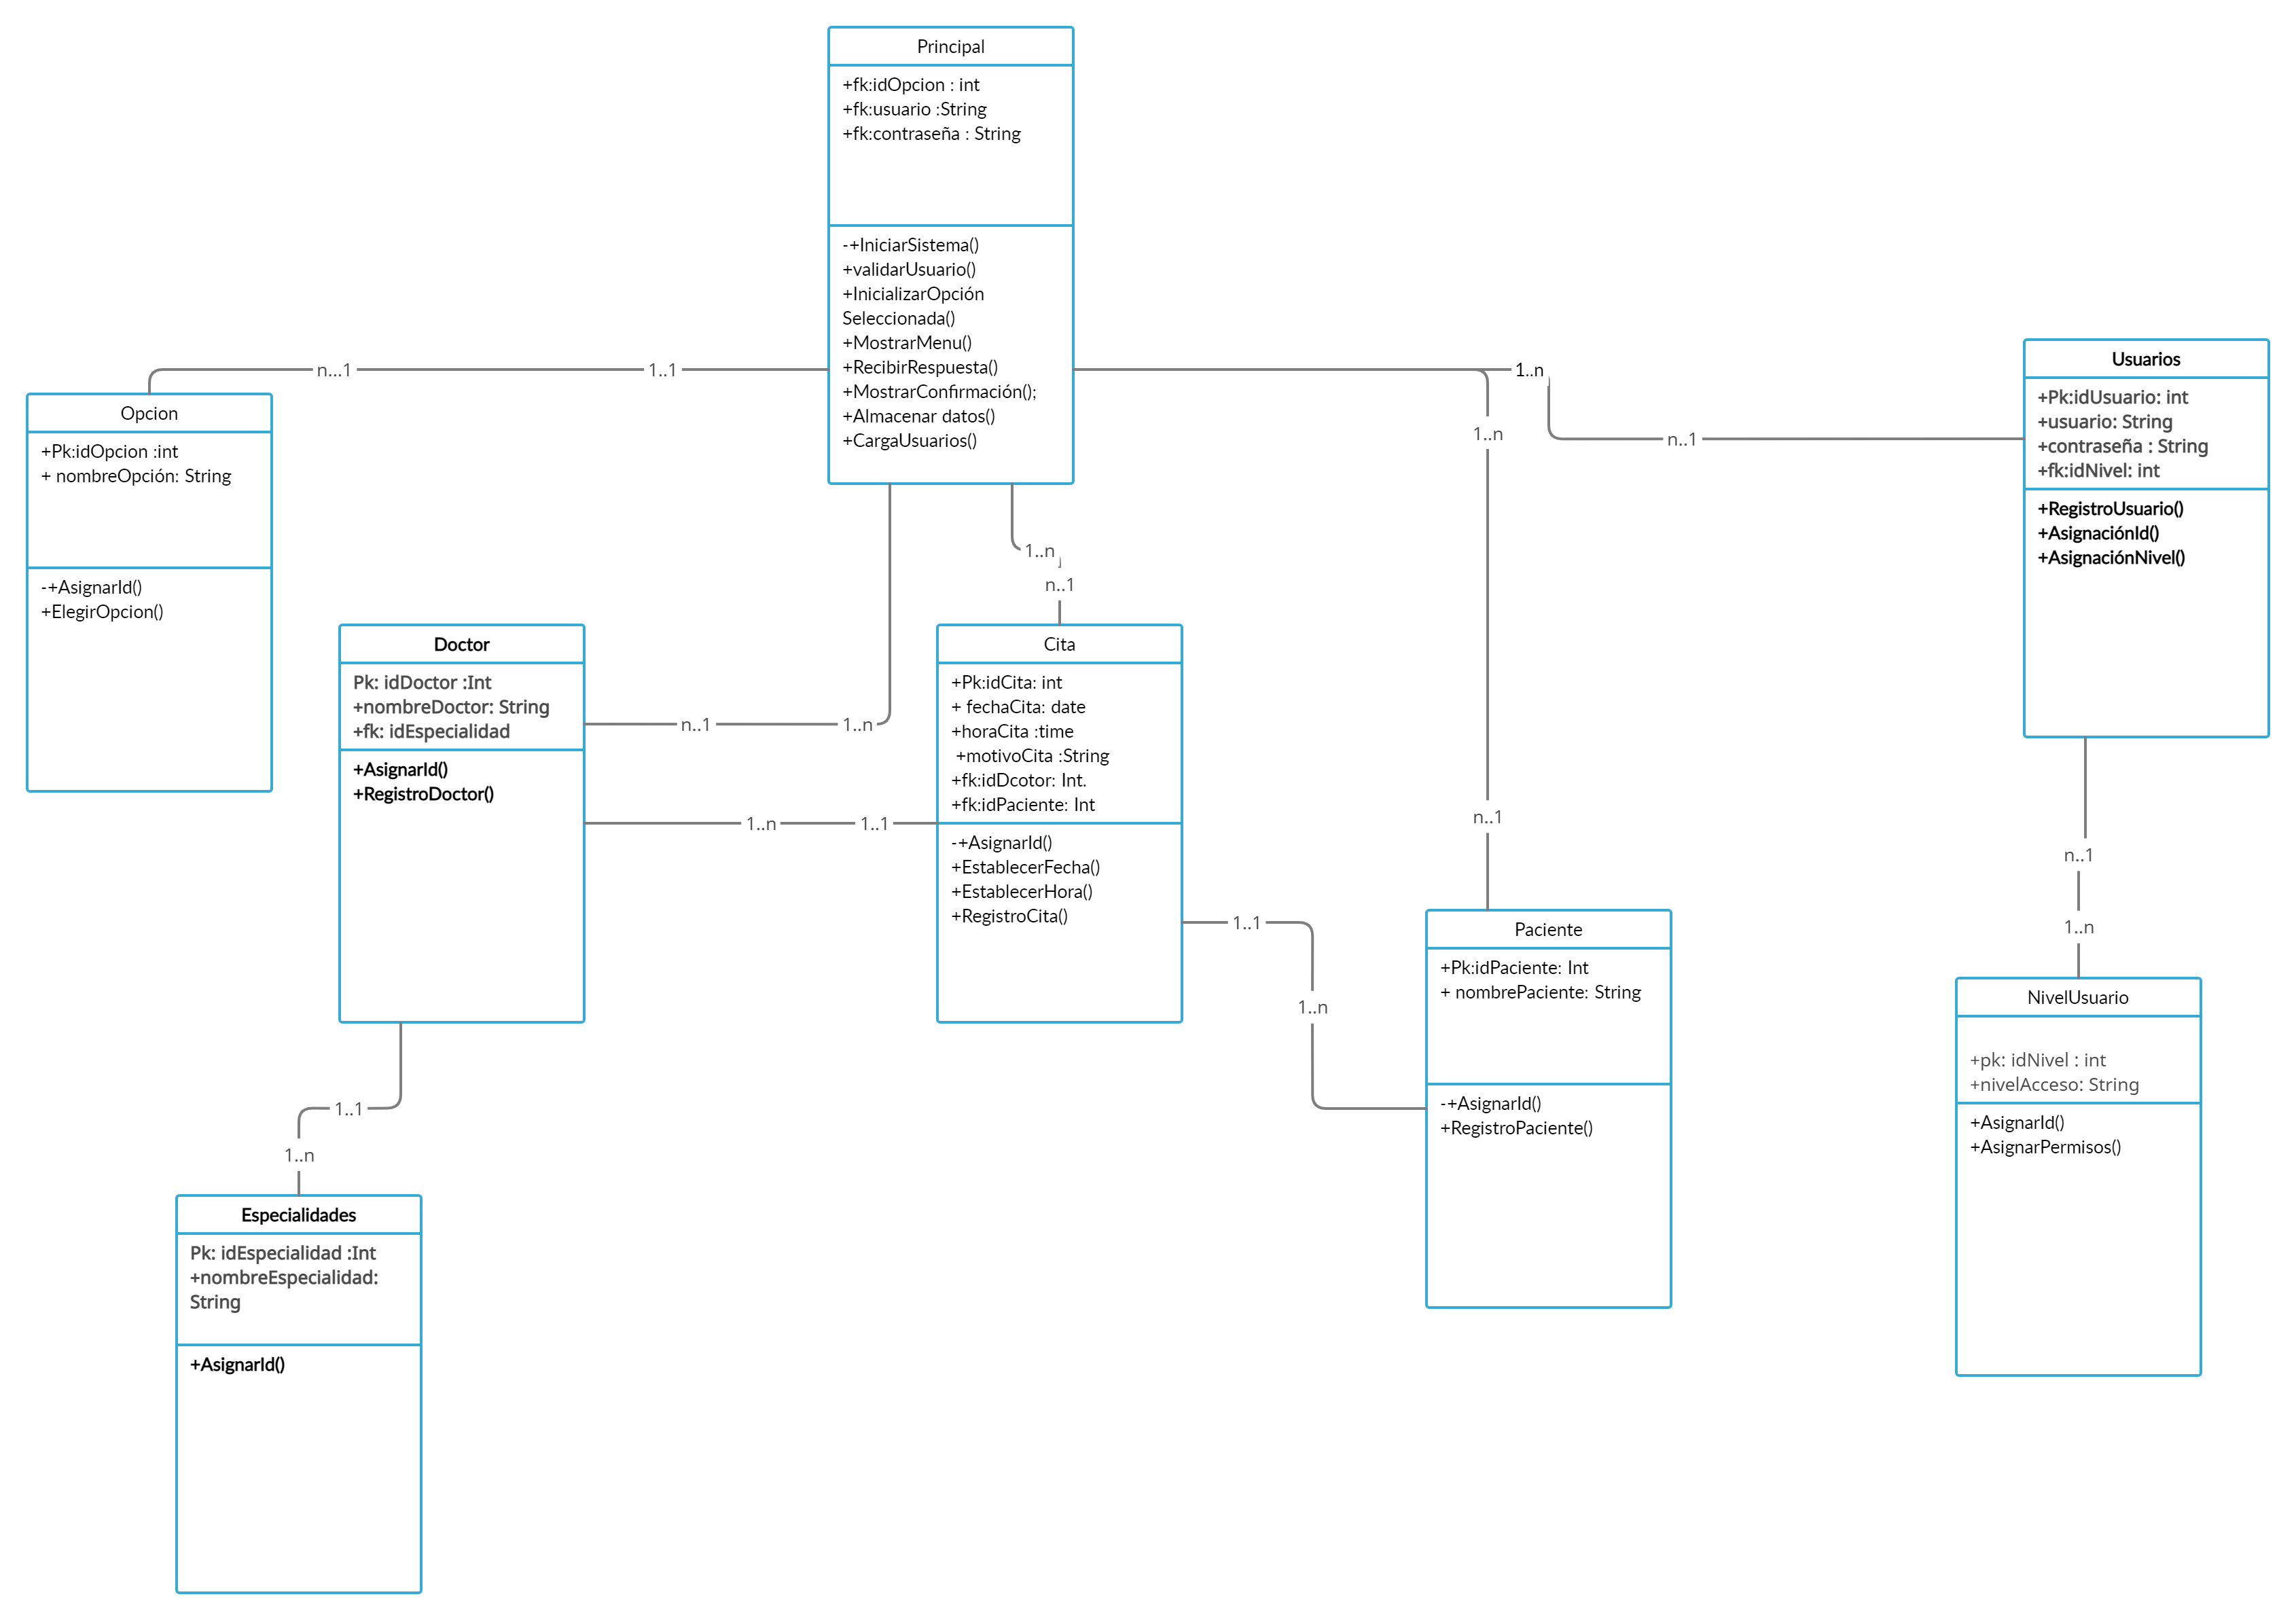 Principal
+fk:idOpcion : int
+fk:usuario :String
+fk:contraseña : String
-+IniciarSistema()
+validarUsuario()
+InicializarOpción
Seleccionada()
+MostrarMenu()
+RecibirRespuesta()
+MostrarConfirmación();
+Almacenar datos()
+CargaUsuarios()
n...1
1..1
1..n
n..1
1..n
n..1
Usuarios
+Pk:idUsuario: int
+usuario: String
+contraseña : String
+fk:idNivel: int
+RegistroUsuario()
+AsignaciónId()
+AsignaciónNivel()
Opcion
+Pk:idOpcion :int
+ nombreOpción: String
-+AsignarId()
+ElegirOpcion()
1..n
n..1
Doctor
Pk: idDoctor :Int
+nombreDoctor: String
+fk: idEspecialidad
+AsignarId()
+RegistroDoctor()
n..1
1..n
1..n
1..1
Cita
+Pk:idCita: int
+ fechaCita: date
+horaCita :time
+motivoCita :String
+fk:idDcotor: Int.
+fk:idPaciente: Int
-+AsignarId()
+EstablecerFecha()
+EstablecerHora()
+RegistroCita()
1..1
1..n
Paciente
+Pk:idPaciente: Int
+ nombrePaciente: String
-+AsignarId()
+RegistroPaciente()
n..1
1..n
NivelUsuario
+pk: idNivel : int
+nivelAcceso: String
+AsignarId()
+AsignarPermisos()
1..1
1..n
Especialidades
Pk: idEspecialidad :Int
+nombreEspecialidad:
String
+AsignarId()